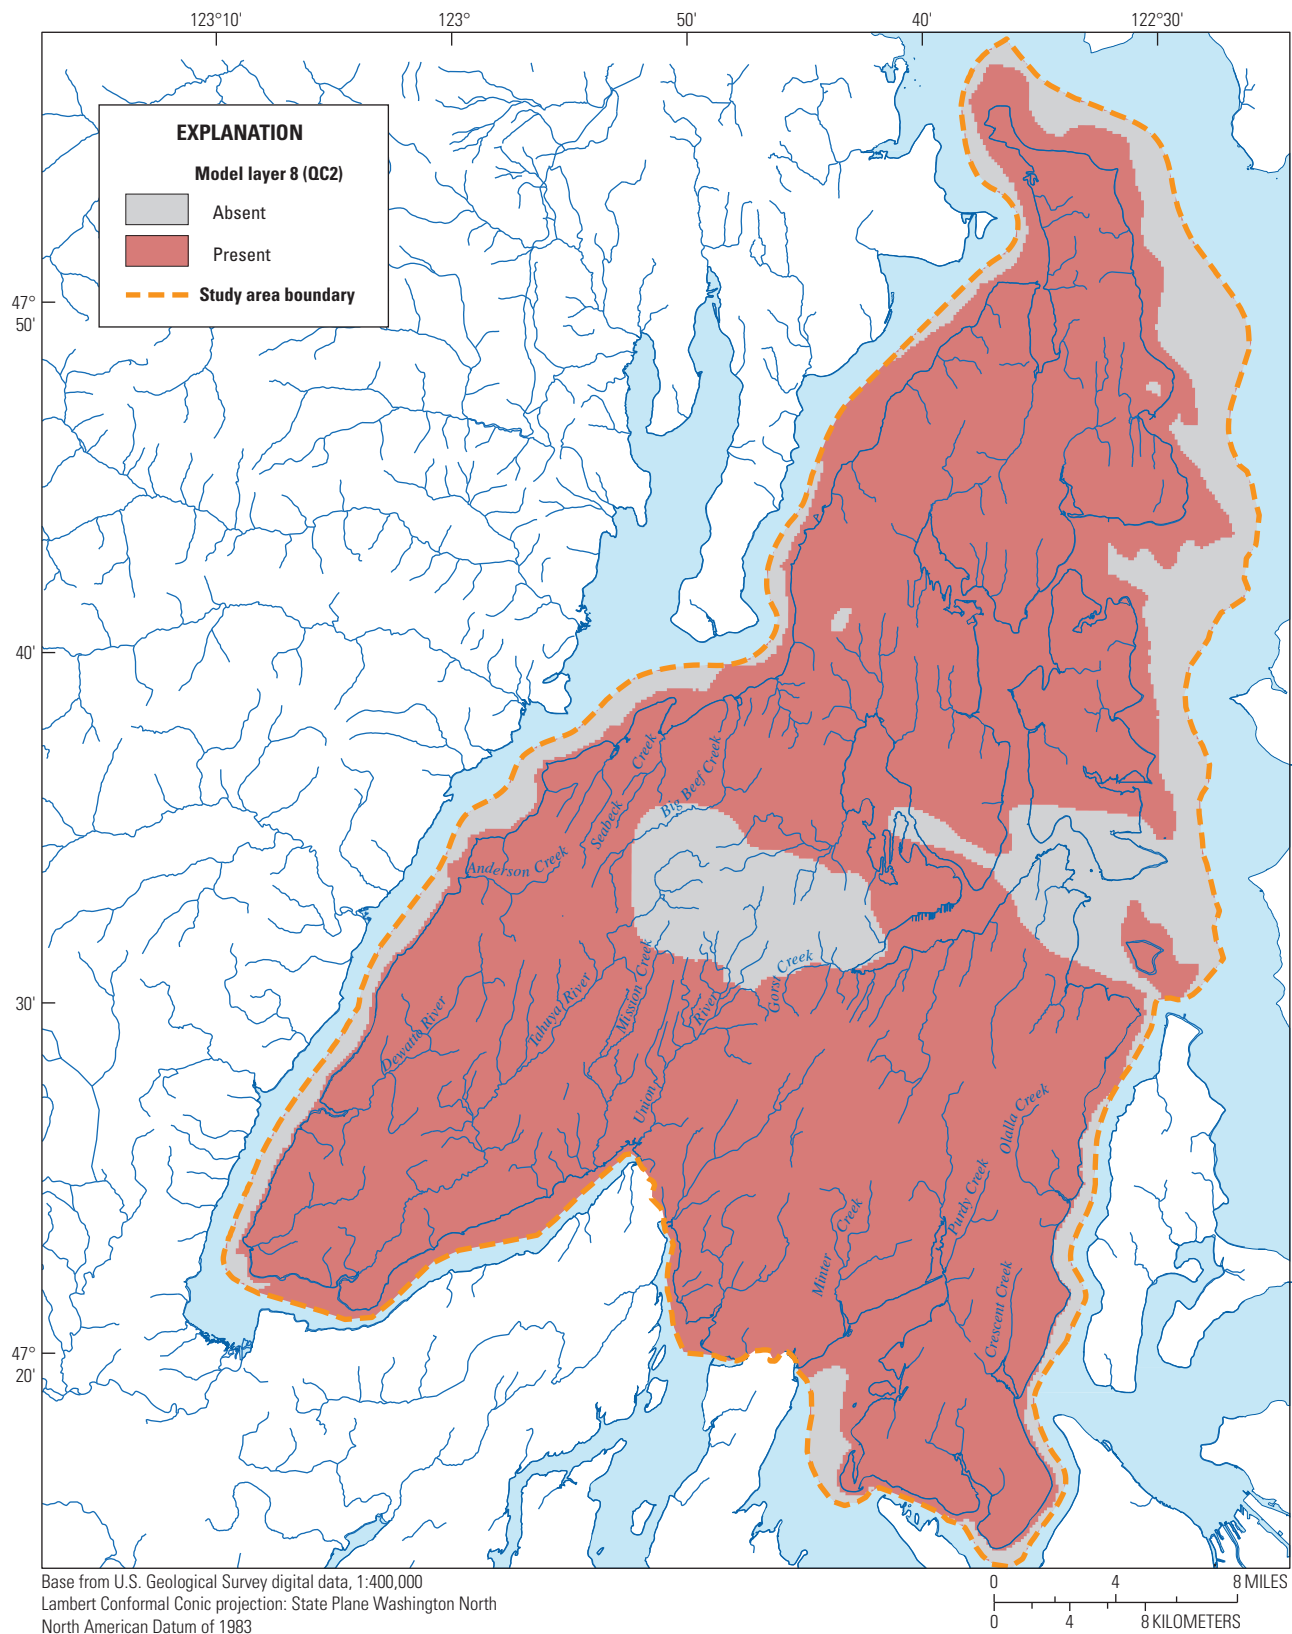 123°10'
123°
50'
40'
122°30'
EXPLANATION
Model layer 8 (QC2)
Absent
Present
Study area boundary
47°
50'
40'
30'
47°
20'
Seabeck Creek
Big Beef Creek
Anderson Creek
Dewatto River
Tahuya River
Mission Creek
Union River
Gorst Creek
Olalla Creek
Purdy Creek
Minter Creek
Crescent Creek
Base from U.S. Geological Survey digital data, 1:400,000
Lambert Conformal Conic projection: State Plane Washington North
North American Datum of 1983
0 4 8 MILES
0 4 8 KILOMETERS